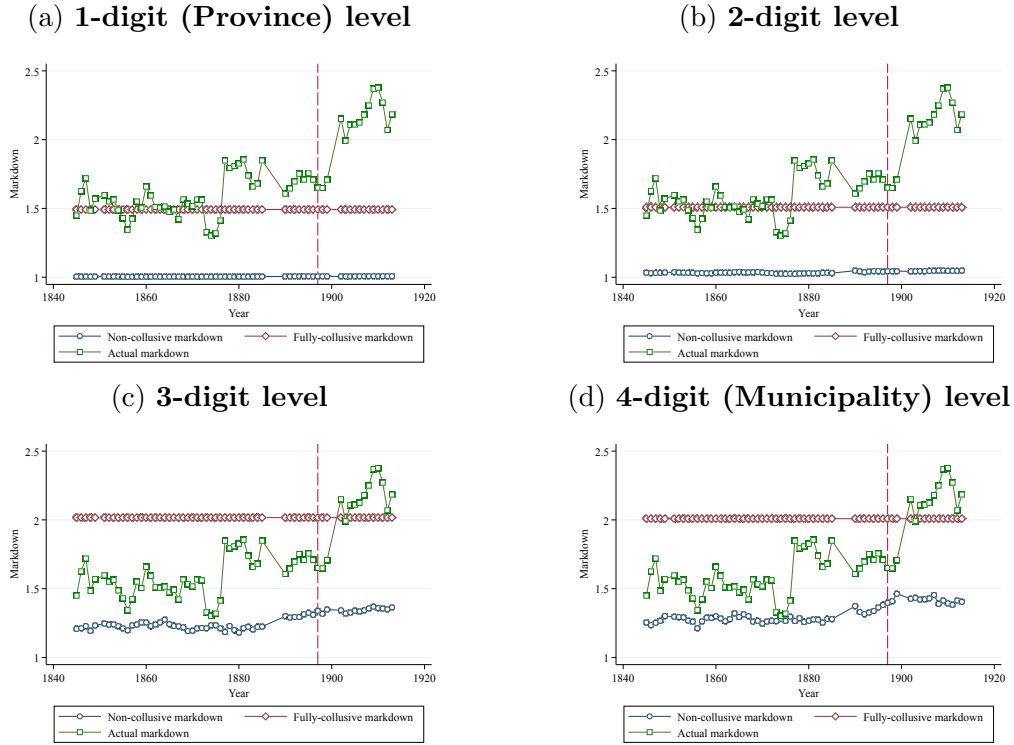 (a) 1-digit (Province) level
2.5
2
1.5
1
Markdown
1840 1860 1880 1900 1920
Year
Non-collusive markdown Fully-collusive markdown
Actual markdown
(b) 2-digit level
2.5
2
1.5
1
Markdown
1840 1860 1880 1900 1920
Year
Non-collusive markdown Fully-collusive markdown
Actual markdown
(c) 3-digit level
2.5
2
1.5
1
Markdown
1840 1860 1880 1900 1920
Year
Non-collusive markdown Fully-collusive markdown
Actual markdown
(d) 4-digit (Municipality) level
2.5
2
1.5
1
Markdown
1840 1860 1880 1900 1920
Year
Non-collusive markdown Fully-collusive markdown
Actual markdown